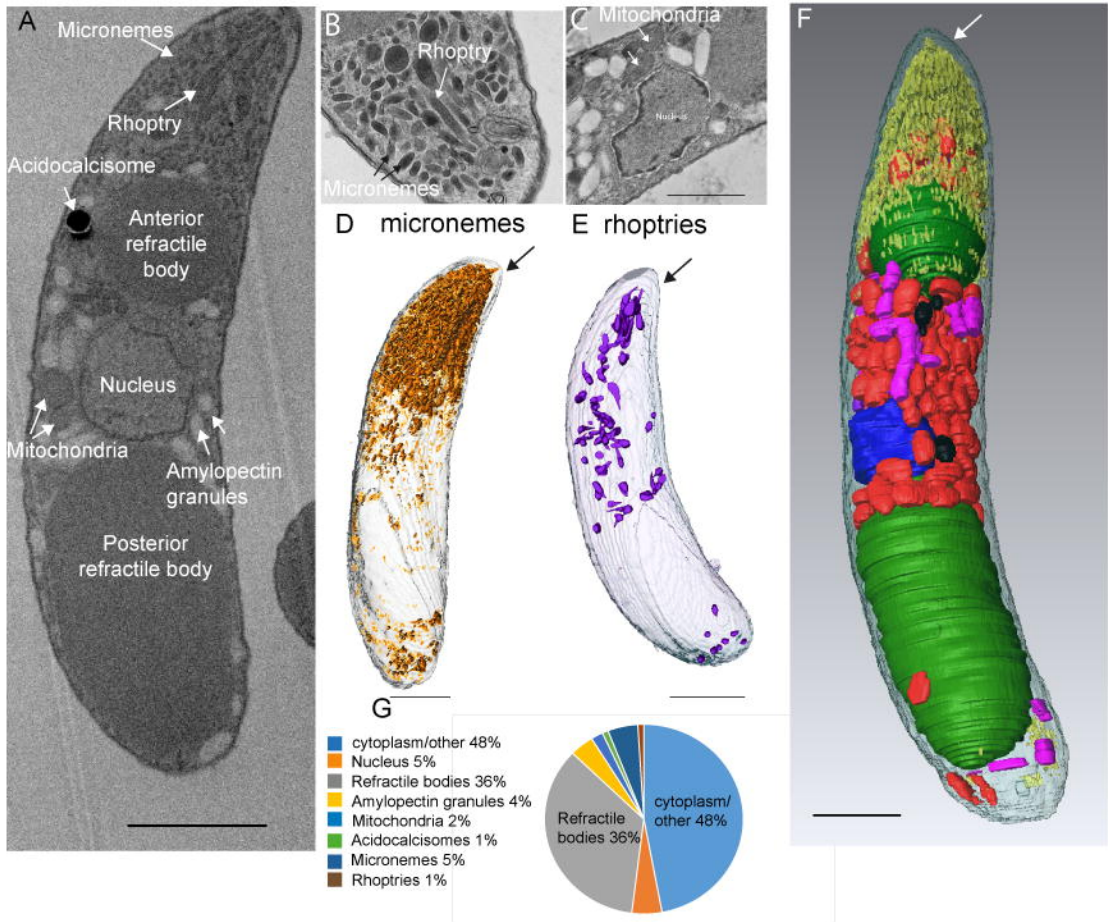 A
Micronemes
Rhoptry
Acidocalcisome
Anterior
refractile
body
Nucleus
Mitochondria
Amylopectin
granules
Posterior
refractile body
B
Rhoptry
Micronemes
C
Mitochondria
Nucleus
D micronemes
E rhoptries
F
G
cytoplasm/other 48%
Nucleus 5%
Refractile bodies 36%
Amylopectin granules 4%
Mitochondria 2%
Acidocalcisomes 1%
Micronemes 5%
Rhoptries 1%
Refractile
bodies 36%
cytoplasm/
other 48%